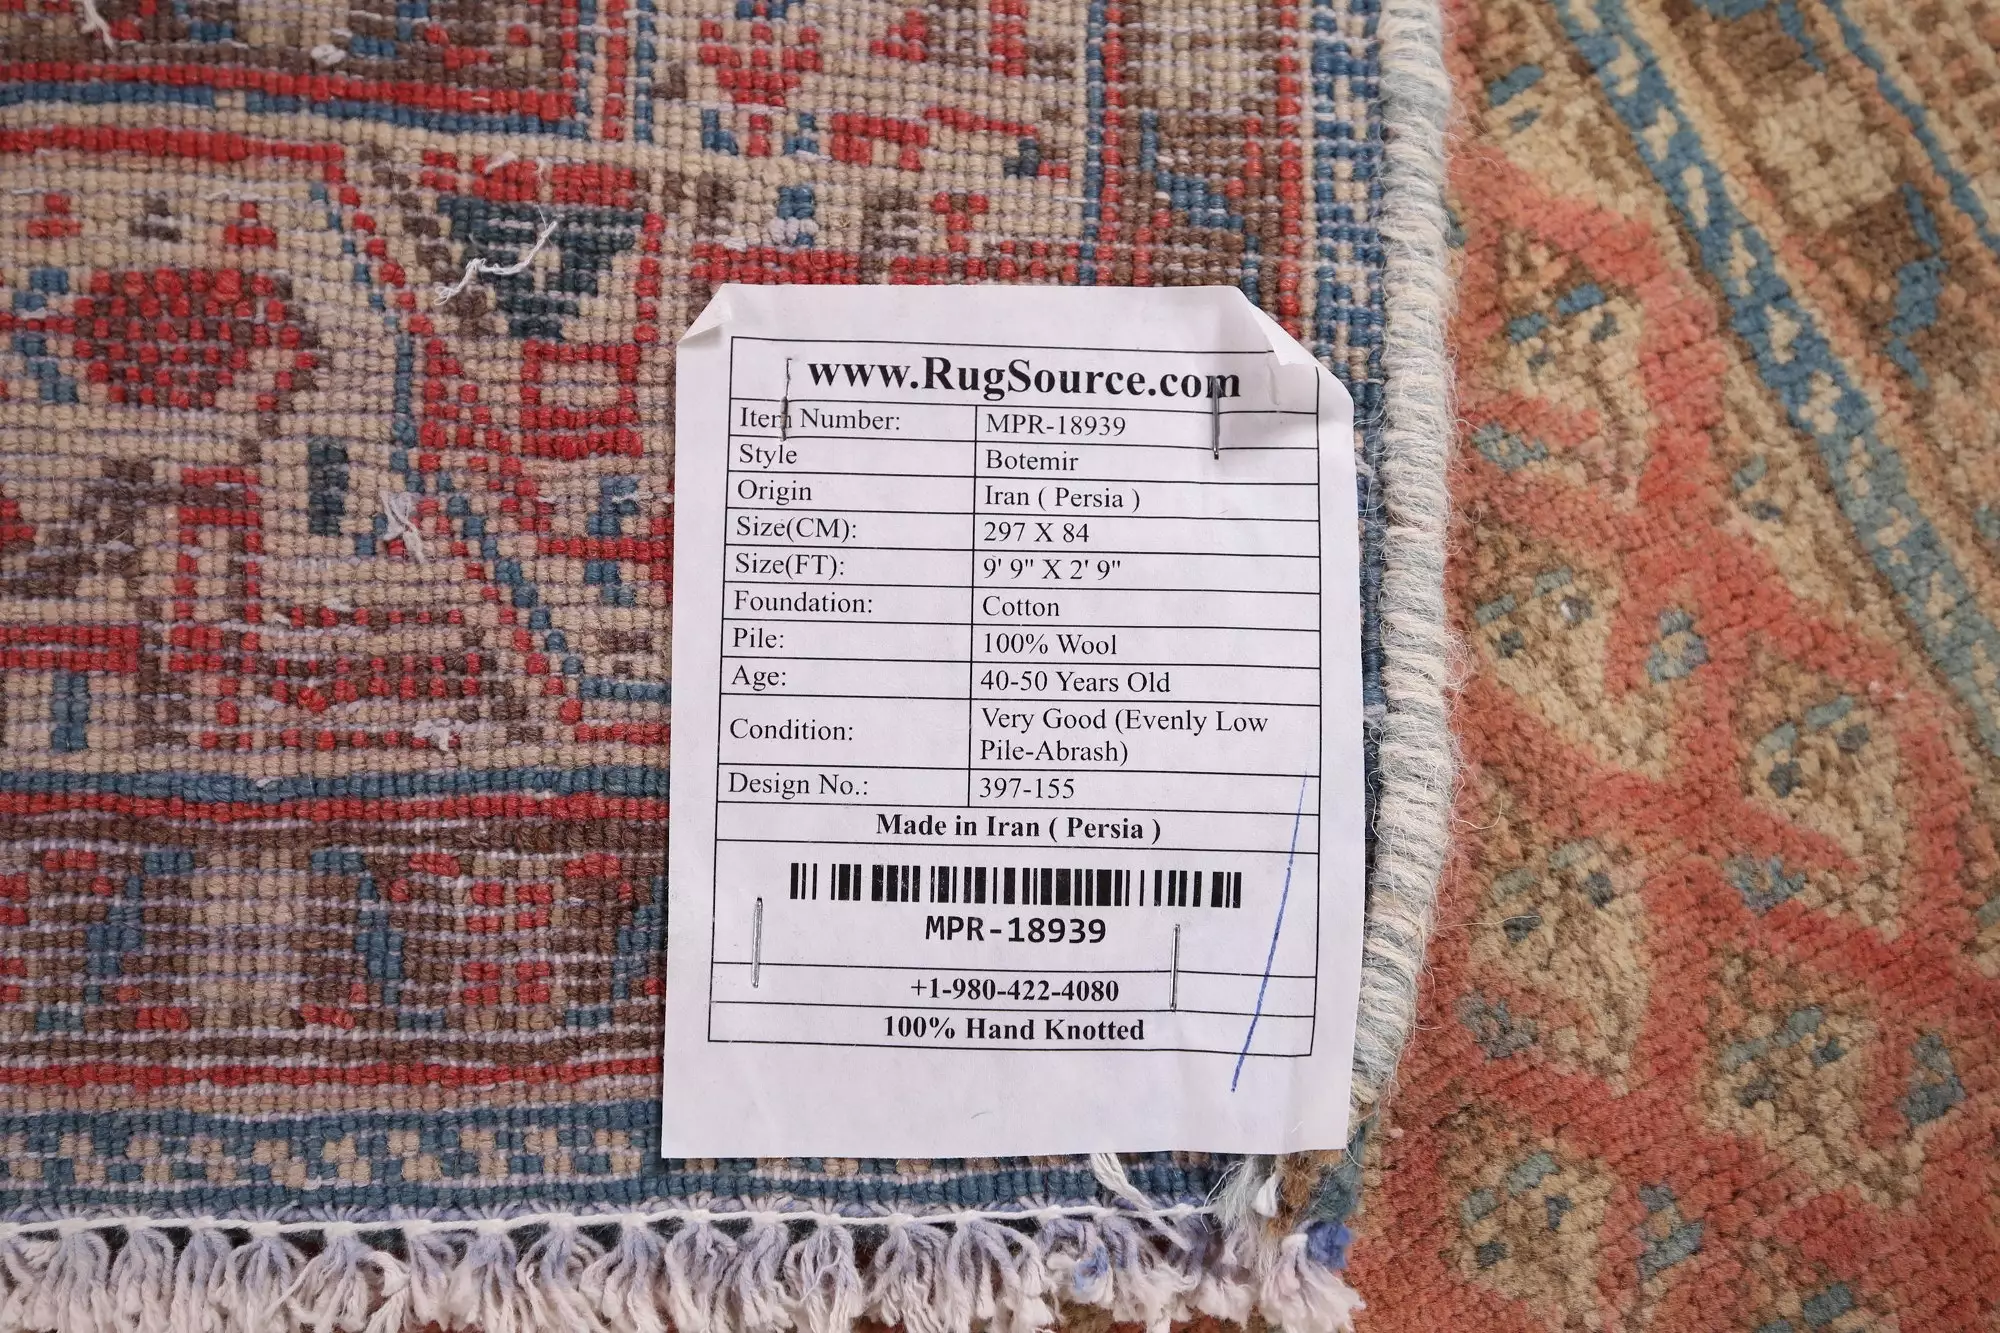 www.RugSource.com
Item Number: MPR-18939
Style Botemir
Origin Iran ( Persia )
Size(CM): 297 X 84
Size(FT): 9' 9" X 2' 9"
Foundation: Cotton
Pile: 100% Wool
Age: 40-50 Years Old
Condition: Very Good (Evenly Low
Pile-Abrash)
Design No.: 397-155
Made in Iran ( Persia )
MPR-18939
+1-980-422-4080
100% Hand Knotted